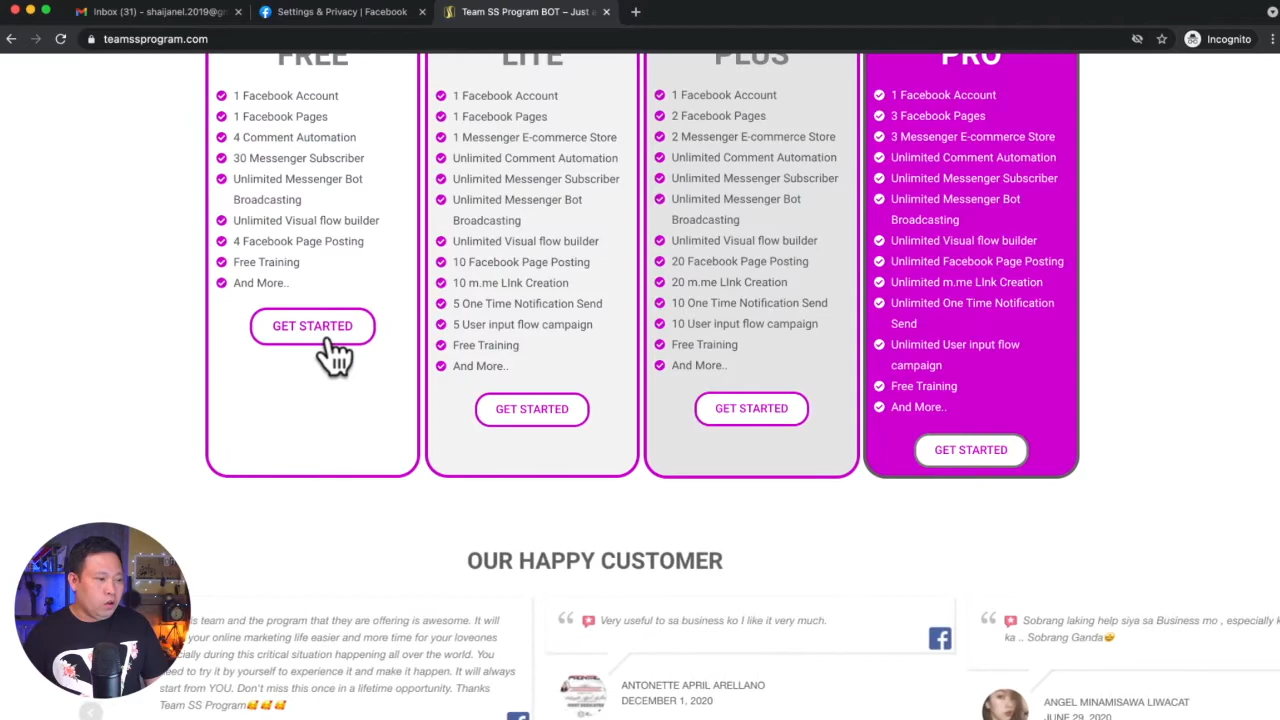 Inbox (31) – shaijanel.2019@g
Settings & Privacy | Facebook
Team SS Program BOT – Just a
teamssprogram.com
Incognito
FREE
1 Facebook Account
1 Facebook Pages
4 Comment Automation
30 Messenger Subscriber
Unlimited Messenger Bot
Broadcasting
Unlimited Visual flow builder
4 Facebook Page Posting
Free Training
And More..
GET STARTED
LITE
1 Facebook Account
1 Facebook Pages
1 Messenger E-commerce Store
Unlimited Comment Automation
Unlimited Messenger Subscriber
Unlimited Messenger Bot
Broadcasting
Unlimited Visual flow builder
10 Facebook Page Posting
10 m.me LInk Creation
5 One Time Notification Send
5 User input flow campaign
Free Training
And More..
GET STARTED
PLUS
1 Facebook Account
2 Facebook Pages
2 Messenger E-commerce Store
Unlimited Comment Automation
Unlimited Messenger Subscriber
Unlimited Messenger Bot
Broadcasting
Unlimited Visual flow builder
20 Facebook Page Posting
20 m.me LInk Creation
10 One Time Notification Send
10 User input flow campaign
Free Training
And More..
GET STARTED
PRO
1 Facebook Account
3 Facebook Pages
3 Messenger E-commerce Store
Unlimited Comment Automation
Unlimited Messenger Subscriber
Unlimited Messenger Bot
Broadcasting
Unlimited Visual flow builder
Unlimited Facebook Page Posting
Unlimited m.me LInk Creation
Unlimited One Time Notification
Send
Unlimited User input flow
campaign
Free Training
And More..
GET STARTED
OUR HAPPY CUSTOMER
team and the program that they are offering is awesome. It will
your online marketing life easier and more time for your loveones
during this critical situation happening all over the world. You
to try it by yourself to experience it and make it happen. It will always
start from YOU. Don't miss this once in a lifetime opportunity. Thanks
Team SS Program🥰🥰🥰
Very useful to sa business ko I like it very much.
ANTONETTE APRIL ARELLANO
DECEMBER 1, 2020
Sobrang laking help siya sa Business mo , especially k
ka .. Sobrang Ganda😍
ANGEL MINAMISAWA LIWACAT
JUNE 29, 2020